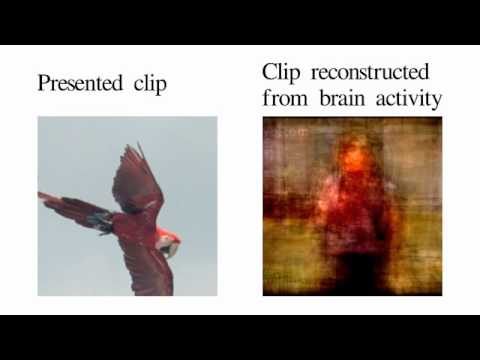 Presented clip
Clip reconstructed
from brain activity